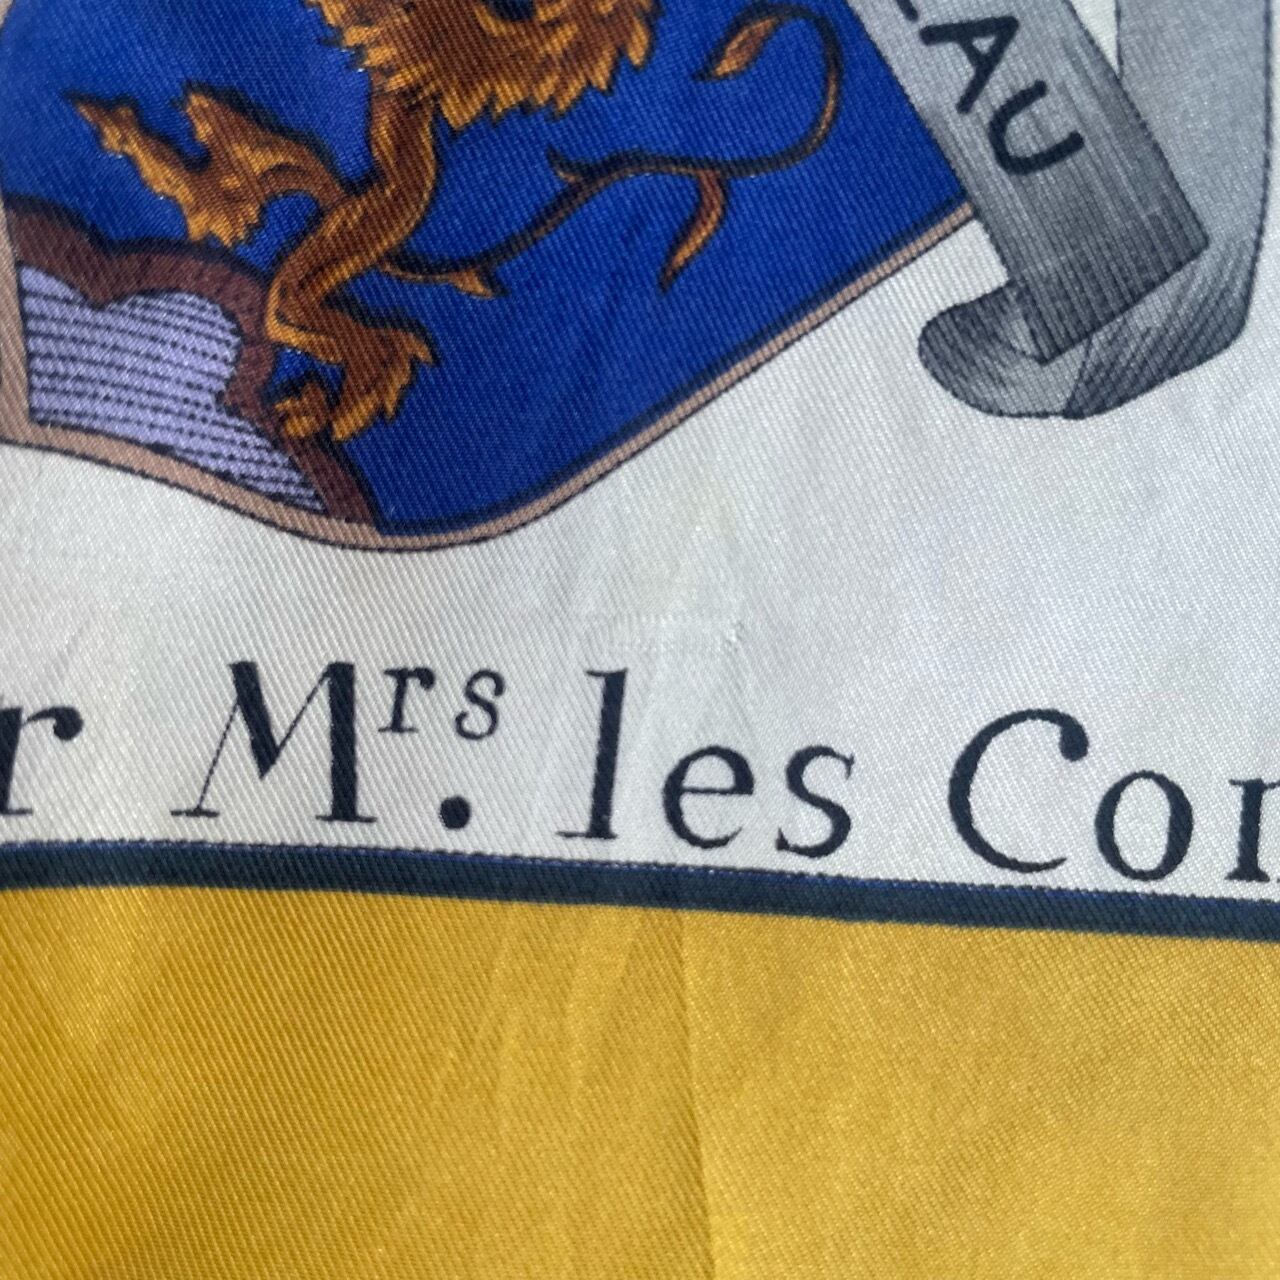 LAU
r Mrs. les Con